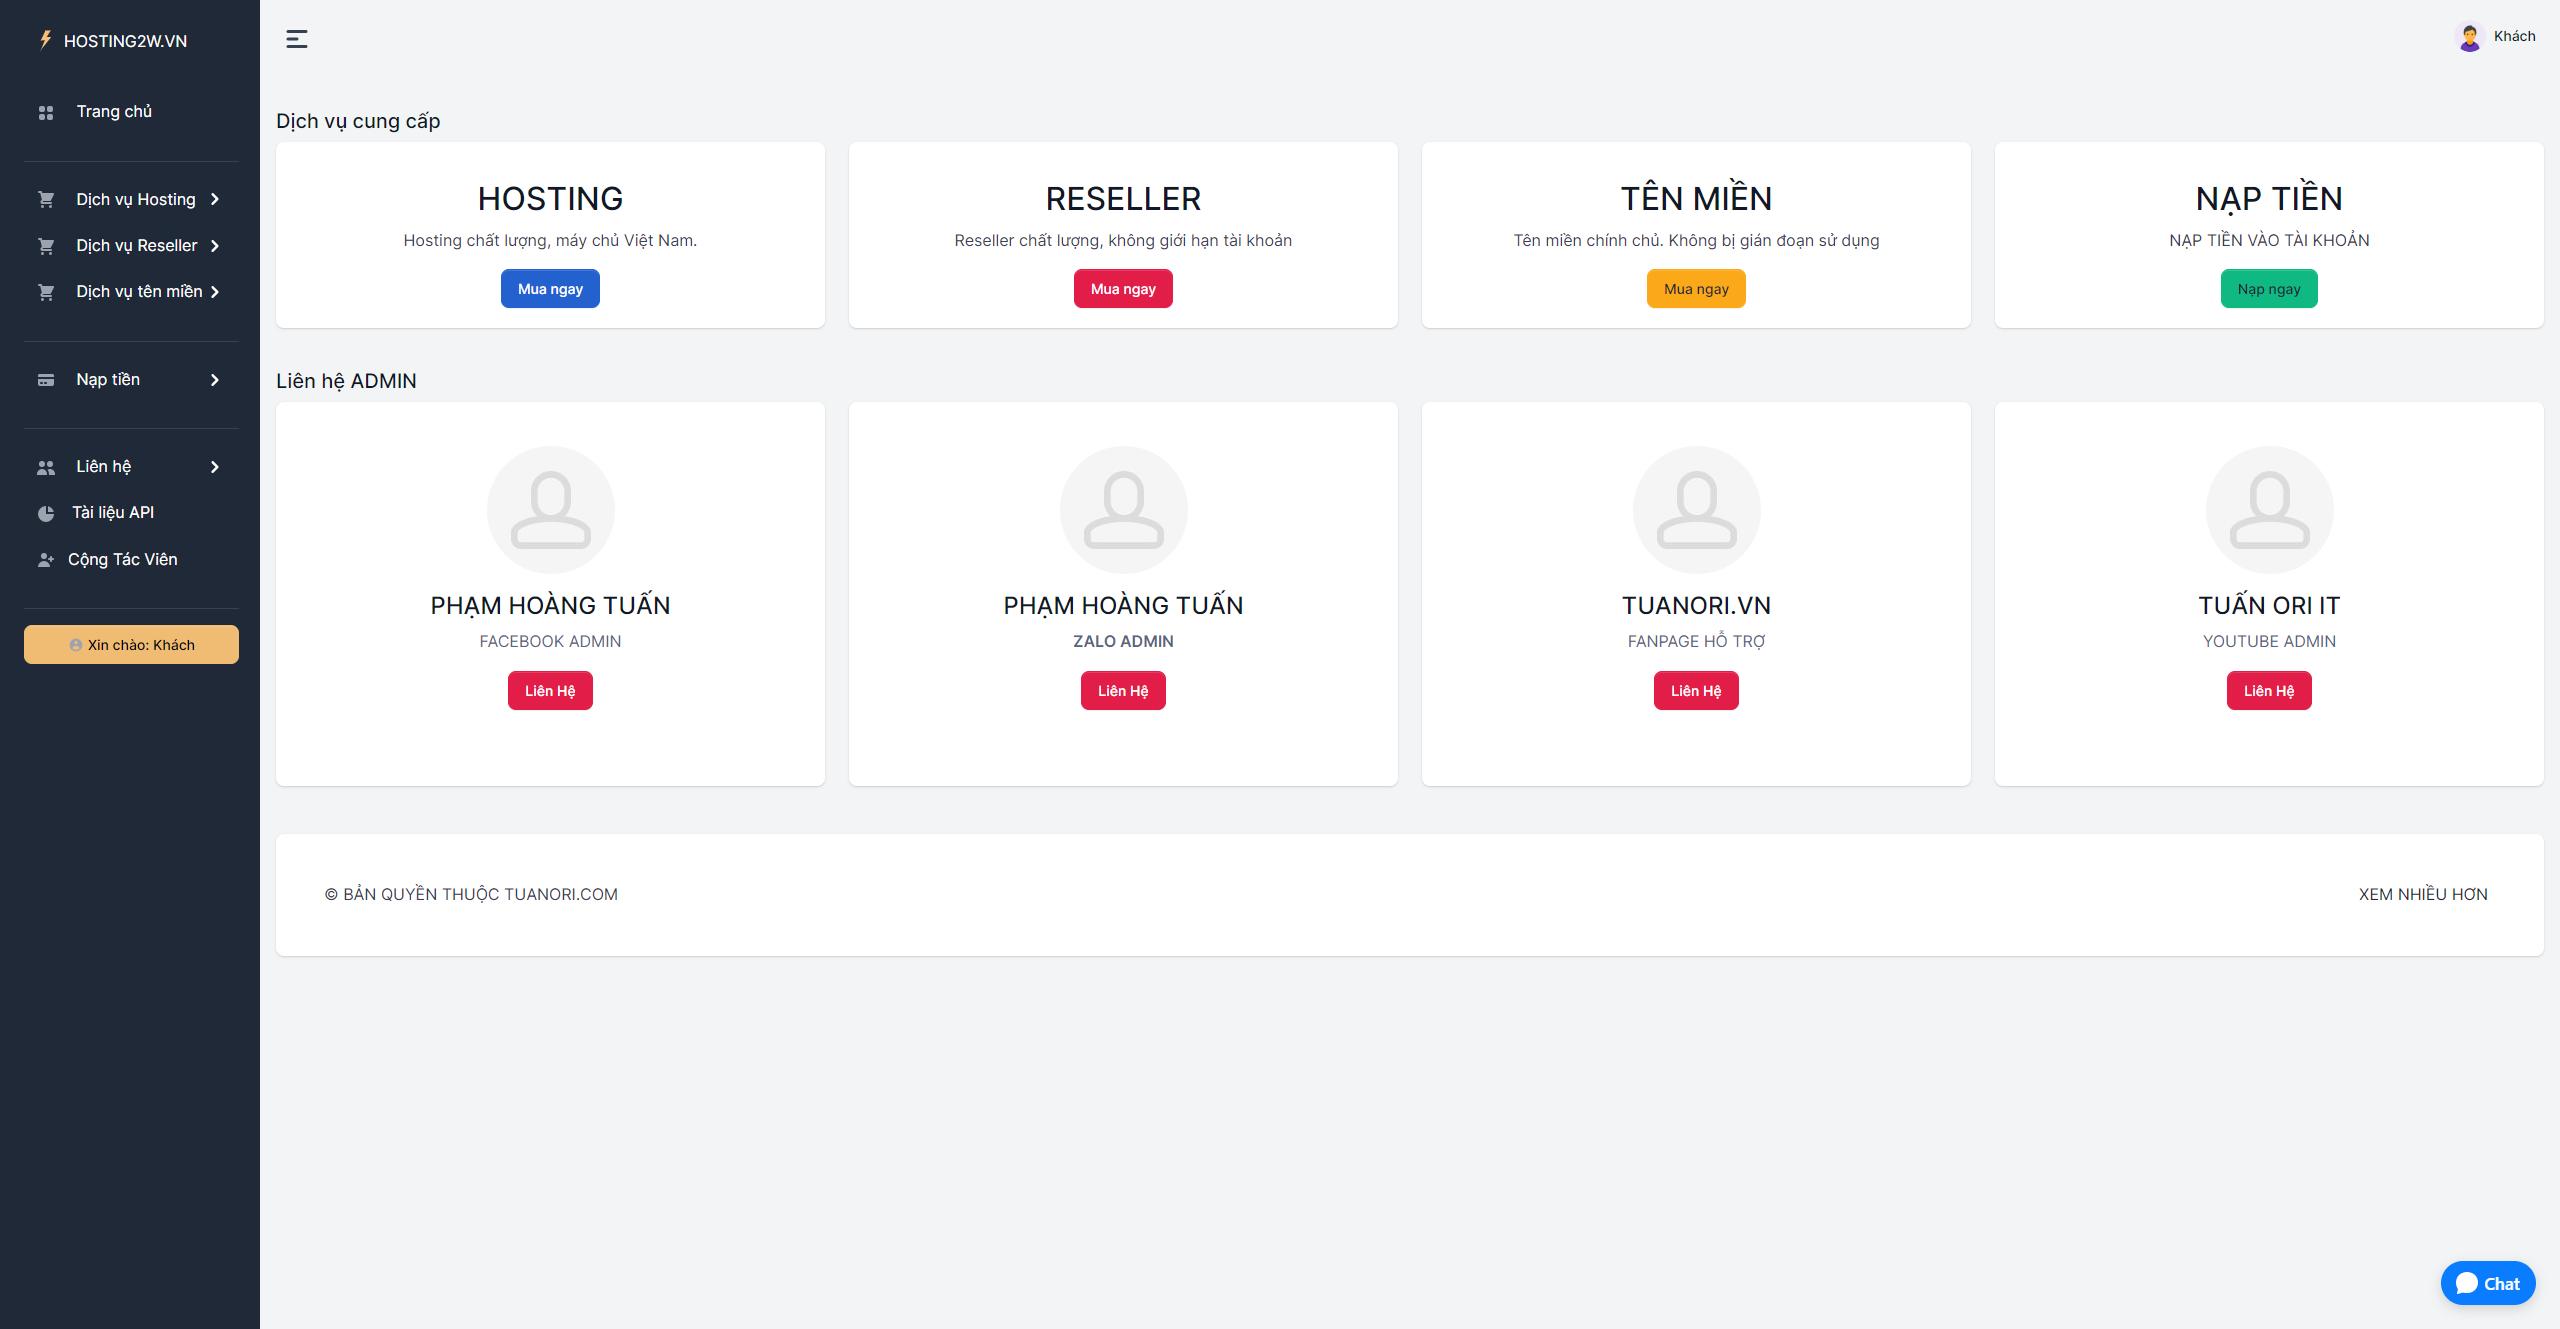 HOSTING2W.VN
Trang chủ
Dịch vụ Hosting
Dịch vụ Reseller
Dịch vụ tên miền
Nạp tiền
Liên hệ
Tài liệu API
Cộng Tác Viên
Xin chào: Khách
Khách
Dịch vụ cung cấp
HOSTING
Hosting chất lượng, máy chủ Việt Nam.
Mua ngay
RESELLER
Reseller chất lượng, không giới hạn tài khoản
Mua ngay
TÊN MIỀN
Tên miền chính chủ. Không bị gián đoạn sử dụng
Mua ngay
NẠP TIỀN
NẠP TIỀN VÀO TÀI KHOẢN
Nạp ngay
Liên hệ ADMIN
PHẠM HOÀNG TUẤN
FACEBOOK ADMIN
Liên Hệ
PHẠM HOÀNG TUẤN
ZALO ADMIN
Liên Hệ
TUANORI.VN
FANPAGE HỖ TRỢ
Liên Hệ
TUẤN ORI IT
YOUTUBE ADMIN
Liên Hệ
© BẢN QUYỀN THUỘC TUANORI.COM
XEM NHIỀU HƠN
Chat